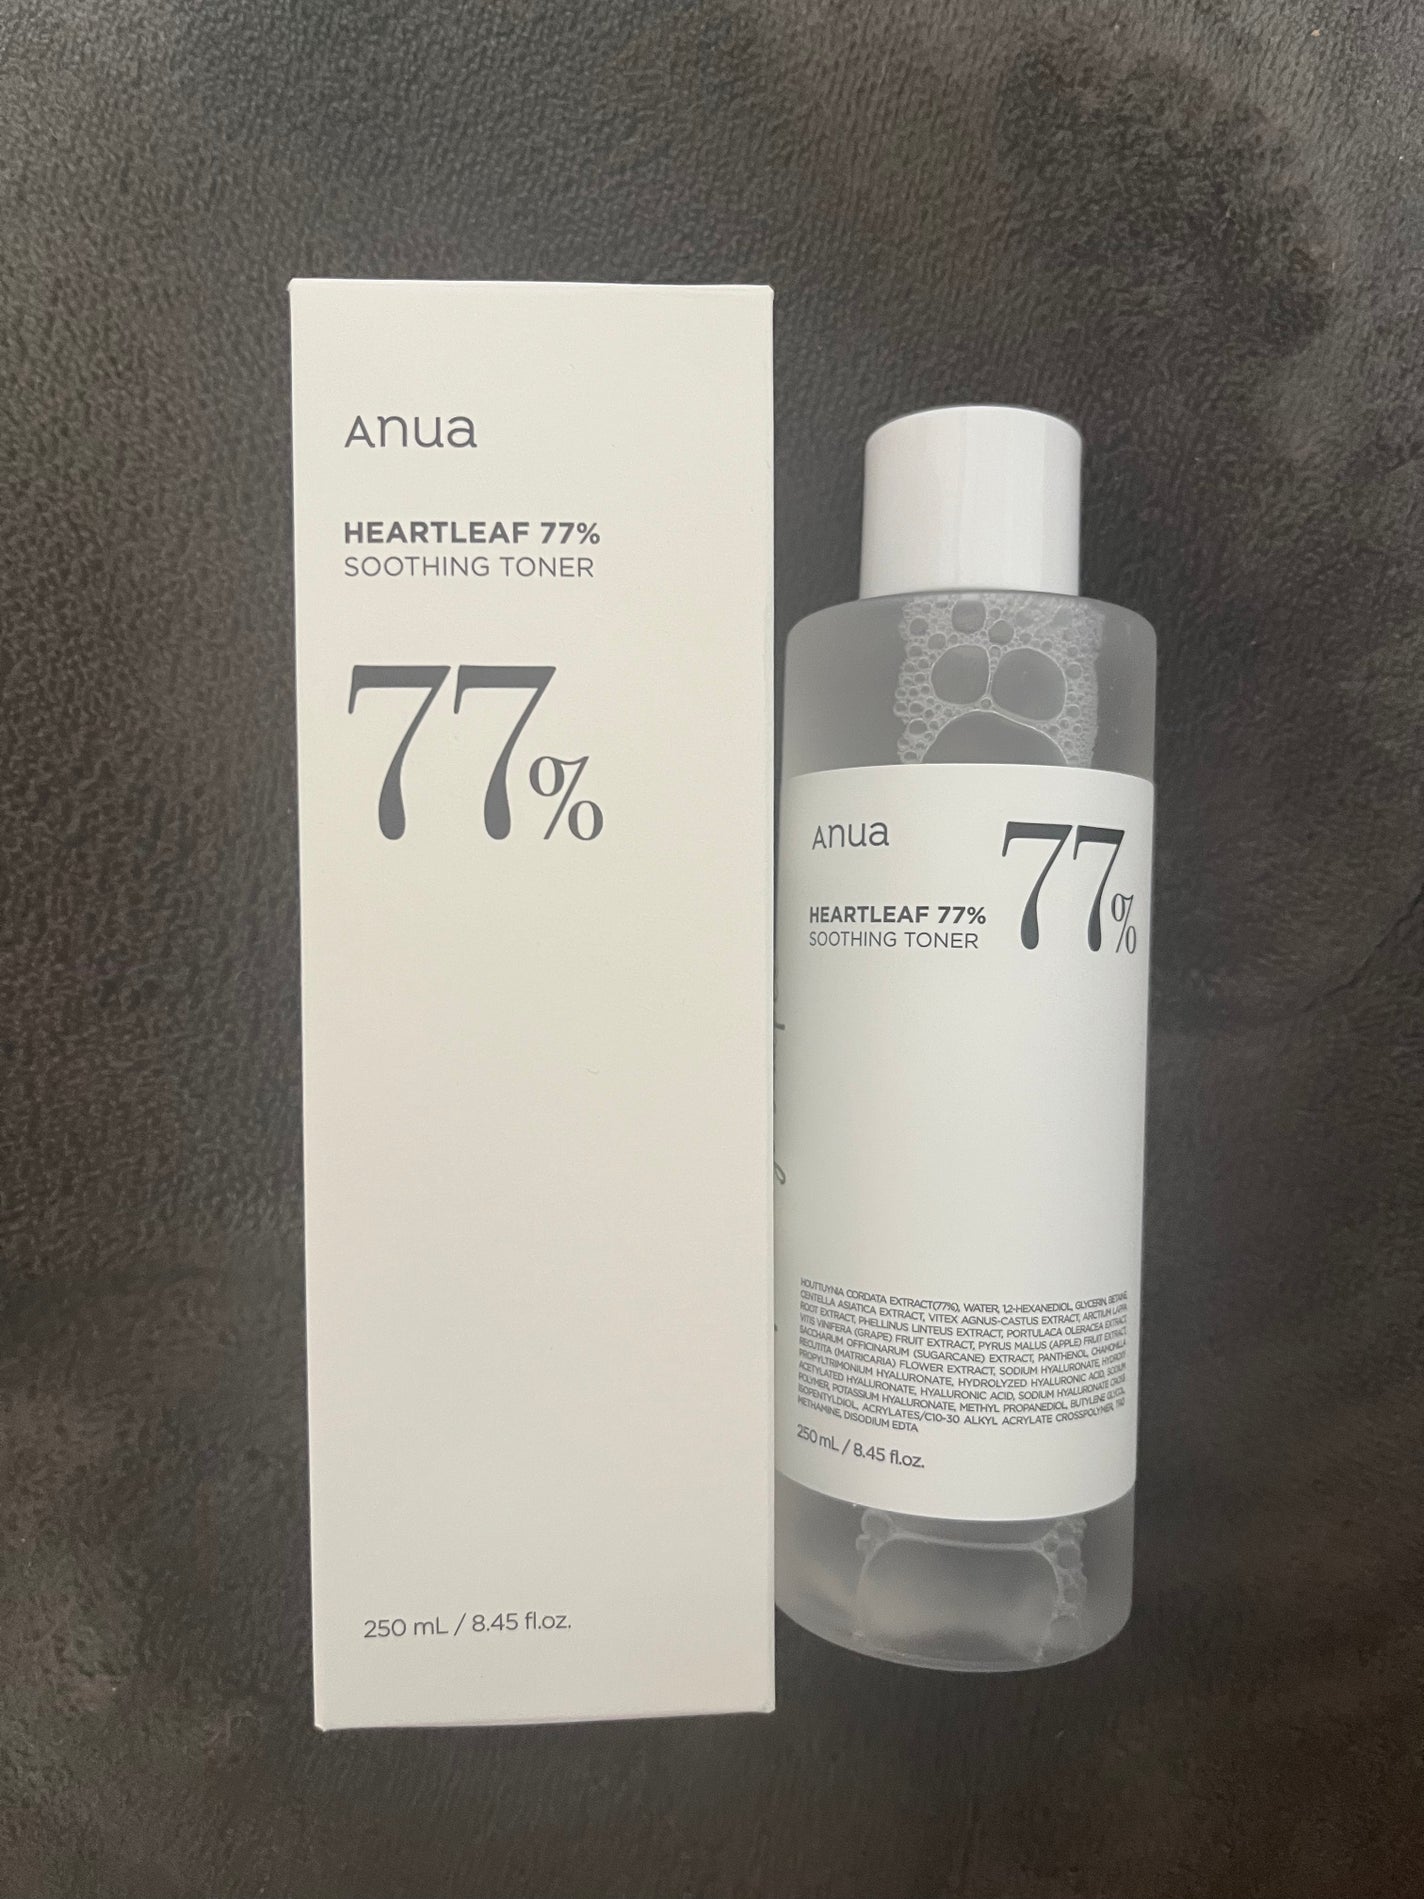 Anua
HEARTLEAF 77%
SOOTHING TONER
77%
250 mL / 8.45 fl.oz.
Anua
77%
HEARTLEAF 77%
SOOTHING TONER
HOUTTUYNIA CORDATA EXTRACT(77%), WATER, 1,2-HEXANEDIOL, GLYCERIN, BETAINE,
CENTELLA ASIATICA EXTRACT, VITEX AGNUS-CASTUS EXTRACT, ARCTIUM LAPPA
ROOT EXTRACT, PHELLINUS LINTEUS EXTRACT, PORTULACA OLERACEA EXTRACT,
VITIS VINIFERA (GRAPE) FRUIT EXTRACT, PYRUS MALUS (APPLE) FRUIT EXTRACT,
SACCHARUM OFFICINARUM (SUGARCANE) EXTRACT, PANTHENOL, CHAMOMILLA
RECUTITA (MATRICARIA) FLOWER EXTRACT, SODIUM HYALURONATE, HYDROXY
PROPYLTRIMONIUM HYALURONATE, HYDROLYZED HYALURONIC ACID, SODIUM
ACETYLATED HYALURONATE, HYALURONIC ACID, SODIUM HYALURONATE CROSS
POLYMER, POTASSIUM HYALURONATE, METHYL PROPANEDIOL, BUTYLENE GLYCOL,
ISOPENTYLDIOL, ACRYLATES/C10-30 ALKYL ACRYLATE CROSSPOLYMER, TRO
METHAMINE, DISODIUM EDTA
250 mL / 8.45 fl.oz.